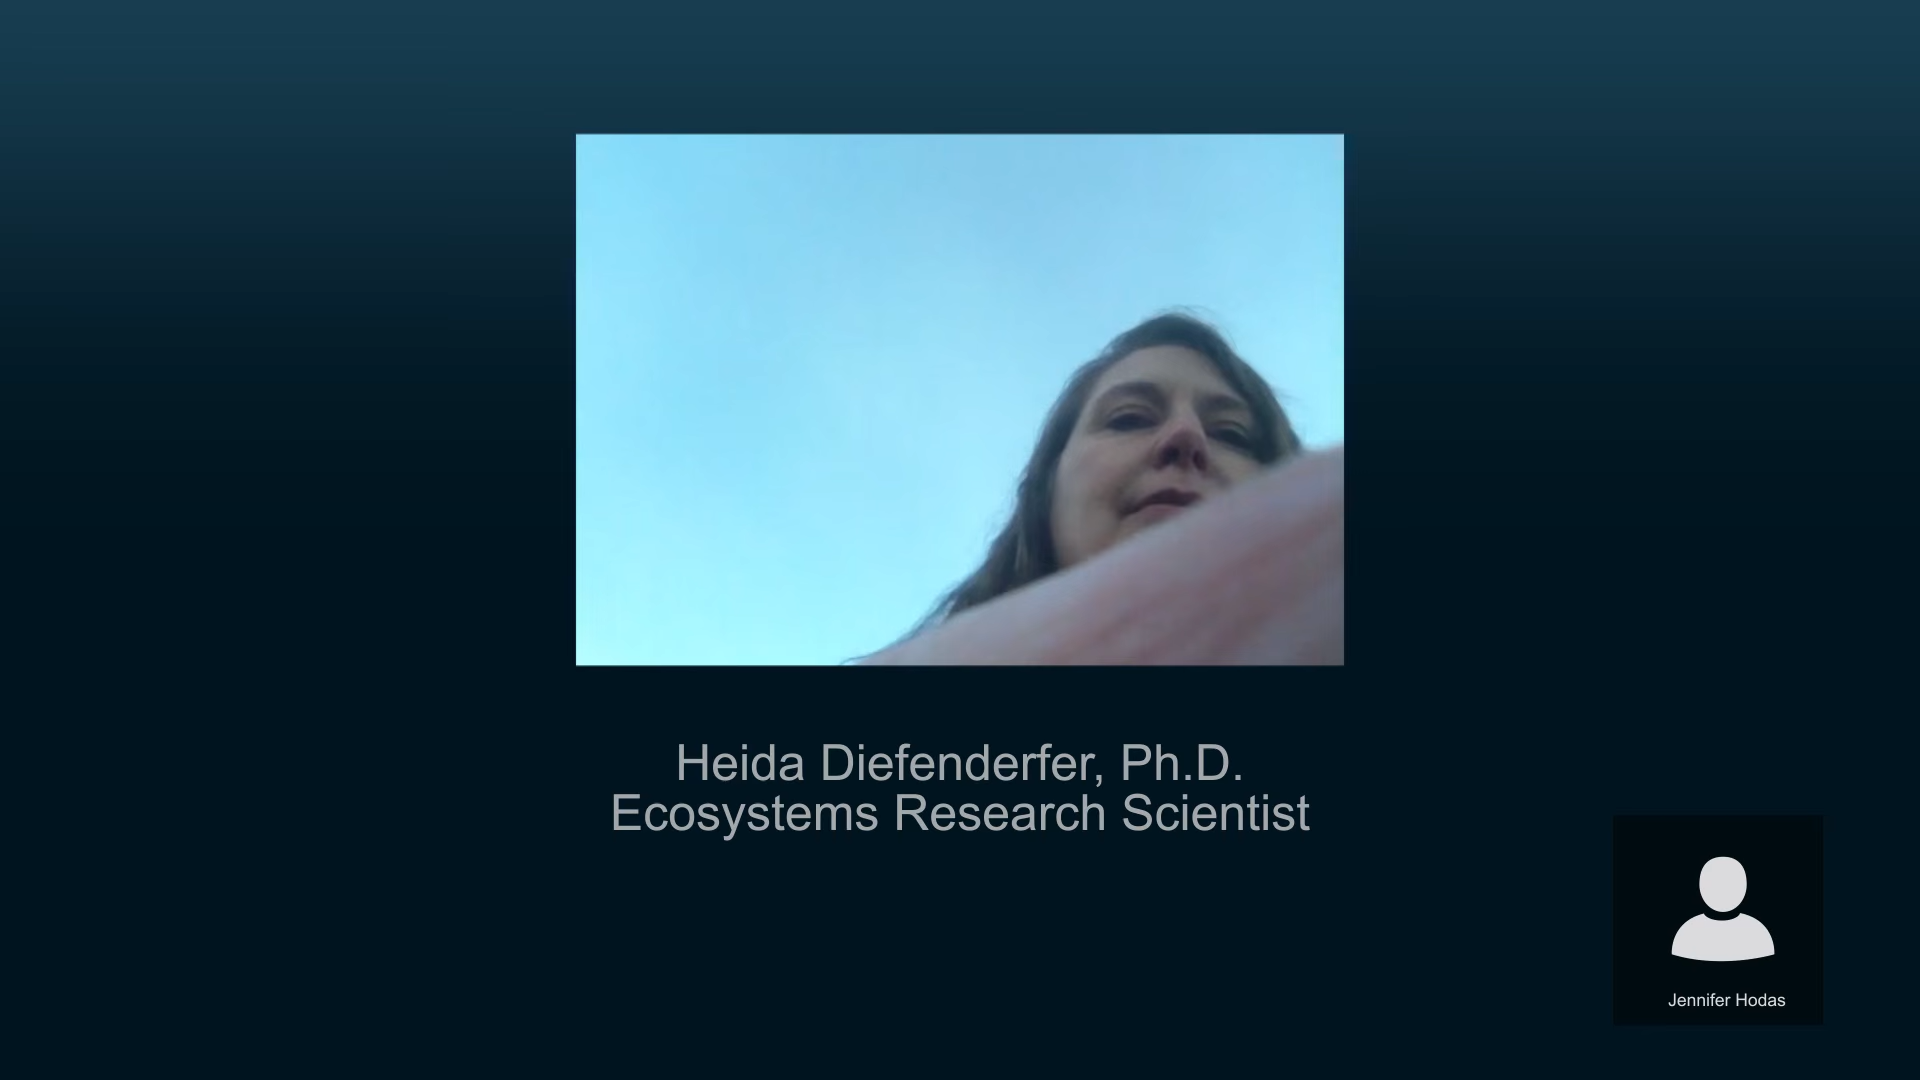 Heida Diefenderfer, Ph.D.
Ecosystems Research Scientist
Jennifer Hodas